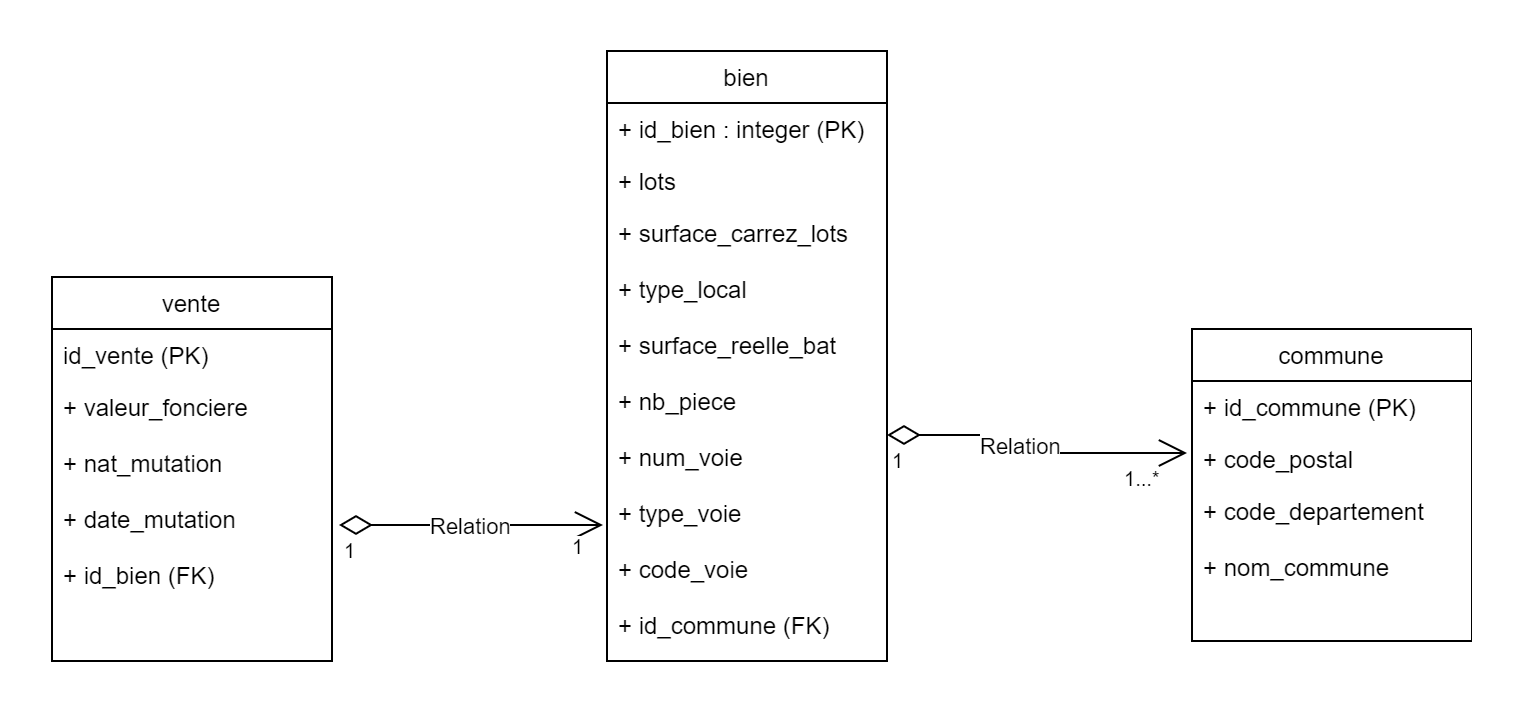 vente
id_vente (PK)
+ valeur_fonciere
+ nat_mutation
+ date_mutation
+ id_bien (FK)
1
Relation
1
bien
+ id_bien : integer (PK)
+ lots
+ surface_carrez_lots
+ type_local
+ surface_reelle_bat
+ nb_piece
+ num_voie
+ type_voie
+ code_voie
+ id_commune (FK)
1
Relation
1...*
commune
+ id_commune (PK)
+ code_postal
+ code_departement
+ nom_commune